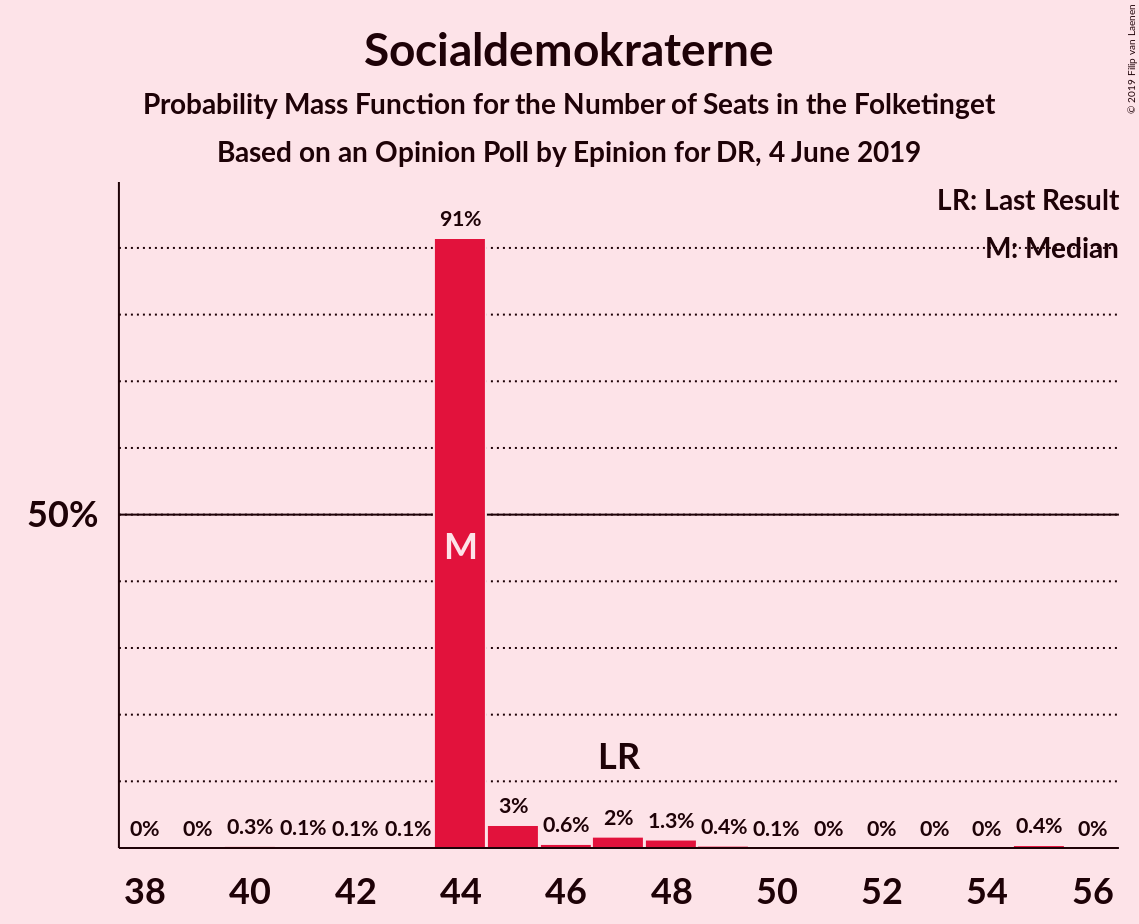 Socialdemokraterne
Probability Mass Function for the Number of Seats in the Folketinget
Based on an Opinion Poll by Epinion for DR, 4 June 2019
© 2019 Filip van Laenen
LR: Last Result
M: Median
91%
50%
M
LR
0% 0% 0.3% 0.1% 0.1% 0.1% 3% 0.6% 2% 1.3% 0.4% 0.1% 0% 0% 0% 0% 0.4% 0%
38 40 42 44 46 48 50 52 54 56